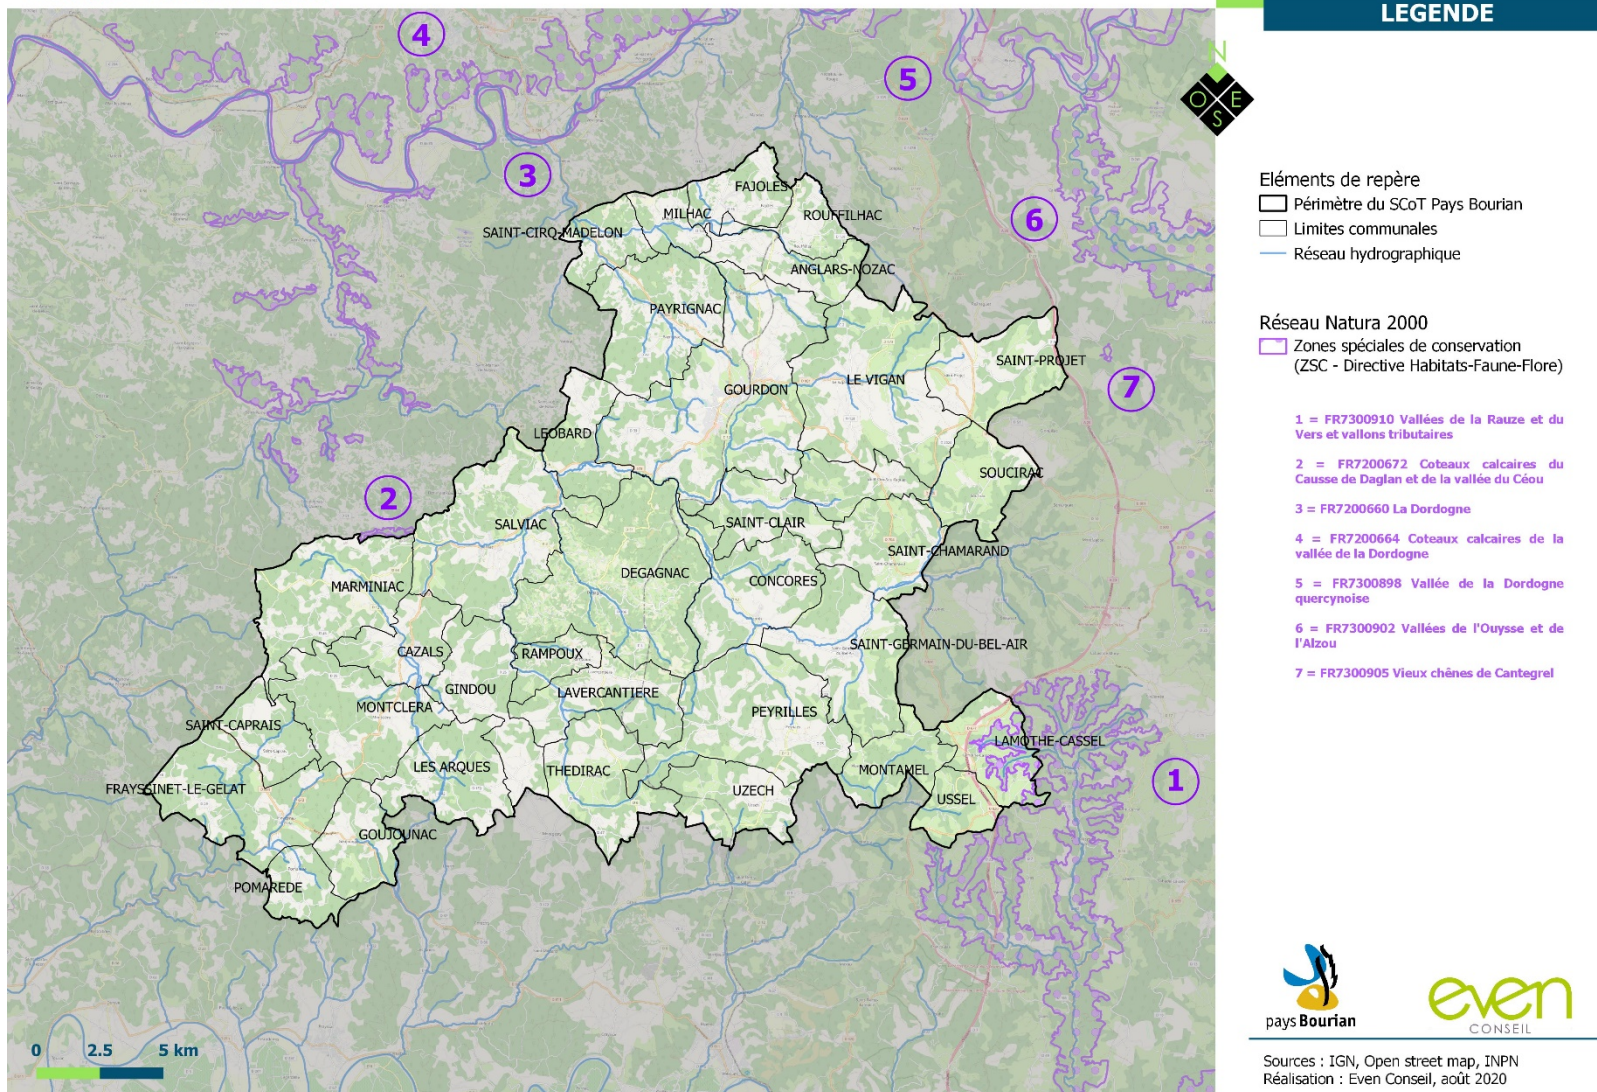 LEGENDE
N
O E
S
Eléments de repère
Périmètre du SCoT Pays Bourian
Limites communales
Réseau hydrographique
Réseau Natura 2000
Zones spéciales de conservation
(ZSC - Directive Habitats-Faune-Flore)
1 = FR7300910 Vallées de la Rauze et du
Vers et vallons tributaires
2 = FR7200672 Coteaux calcaires du
Causse de Daglan et de la vallée du Céou
3 = FR7200660 La Dordogne
4 = FR7200664 Coteaux calcaires de la
vallée de la Dordogne
5 = FR7300898 Vallée de la Dordogne
quercynoise
6 = FR7300902 Vallées de l'Ouysse et de
l'Alzou
7 = FR7300905 Vieux chênes de Cantegrel
4
5
3
6
7
2
1
FAJOLES
MILHAC
ROUFFILHAC
SAINT-CIRQ-MADELON
ANGLARS-NOZAC
PAYRIGNAC
SAINT-PROJET
LE VIGAN
GOURDON
LEOBARD
SOUCIRAC
SALVIAC
SAINT-CLAIR
SAINT-CHAMARAND
DEGAGNAC
CONCORES
MARMINIAC
SAINT-GERMAIN-DU-BEL-AIR
CAZALS
RAMPOUX
GINDOU
LAVERCANTIERE
MONTCLERA
PEYRILLES
SAINT-CAPRAIS
LAMOTHE-CASSEL
LES ARQUES
THEDIRAC
MONTAMEL
FRAYSSINET-LE-GELAT
UZECH
USSEL
GOUJOUNAC
POMAREDE
0 2.5 5 km
pays Bourian
even
CONSEIL
Sources : IGN, Open street map, INPN
Réalisation : Even Conseil, août 2020